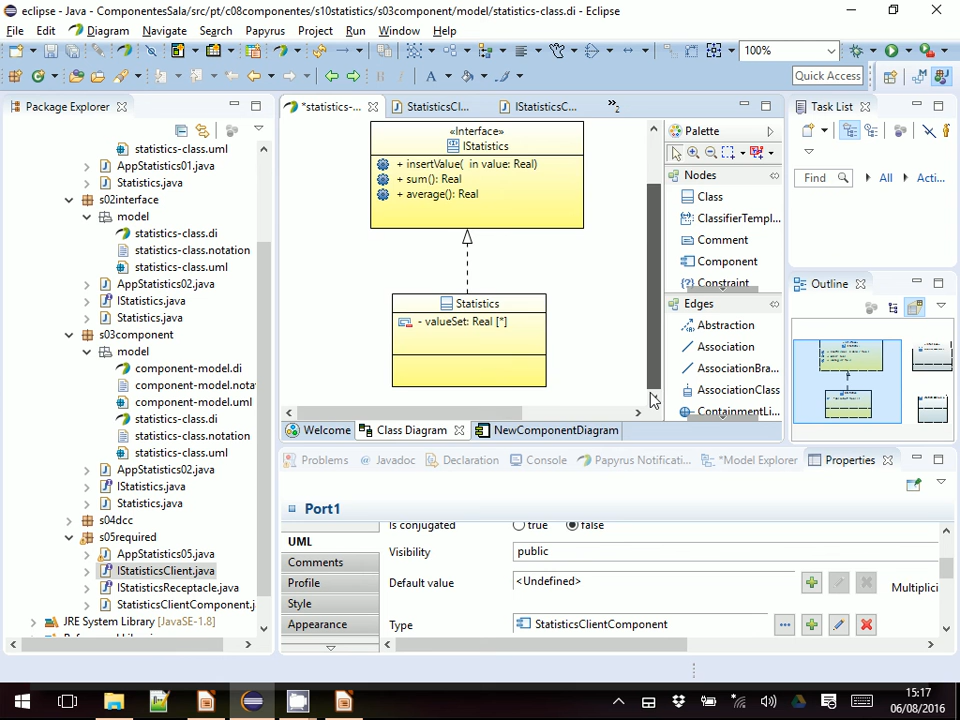 eclipse - Java - ComponentesSala/src/pt/c08componentes/s10statistics/s03component/model/statistics-class.di - Eclipse
File Edit Diagram Navigate Search Papyrus Project Run Window Help
100%
Quick Access
Package Explorer
*statistics-...
StatisticsCl...
IStatisticsC...
»2
Task List
statistics-class.uml
AppStatistics01.java
Statistics.java
s02interface
model
statistics-class.di
statistics-class.notation
statistics-class.uml
AppStatistics02.java
IStatistics.java
Statistics.java
s03component
model
component-model.di
component-model.nota
component-model.uml
statistics-class.di
statistics-class.notation
statistics-class.uml
AppStatistics02.java
IStatistics.java
Statistics.java
s04dcc
s05required
AppStatistics05.java
IStatisticsClient.java
IStatisticsReceptacle.java
StatisticsClientComponent.j
JRE System Library [JavaSE-1.8]
«Interface»
IStatistics
+ insertValue( in value: Real)
+ sum(): Real
+ average(): Real
Statistics
- valueSet: Real [*]
Palette
Nodes
Class
ClassifierTempl...
Comment
Component
Constraint
Edges
Abstraction
Association
AssociationBra...
AssociationClass
ContainmentLi...
Find
All
Acti...
Outline
Welcome
Class Diagram
NewComponentDiagram
Problems
Javadoc
Declaration
Console
Papyrus Notificati...
*Model Explorer
Properties
Port1
UML
Comments
Profile
Style
Appearance
Is conjugated
true
false
Visibility
public
Default value
<Undefined>
Multiplici
Type
StatisticsClientComponent
15:17
06/08/2016